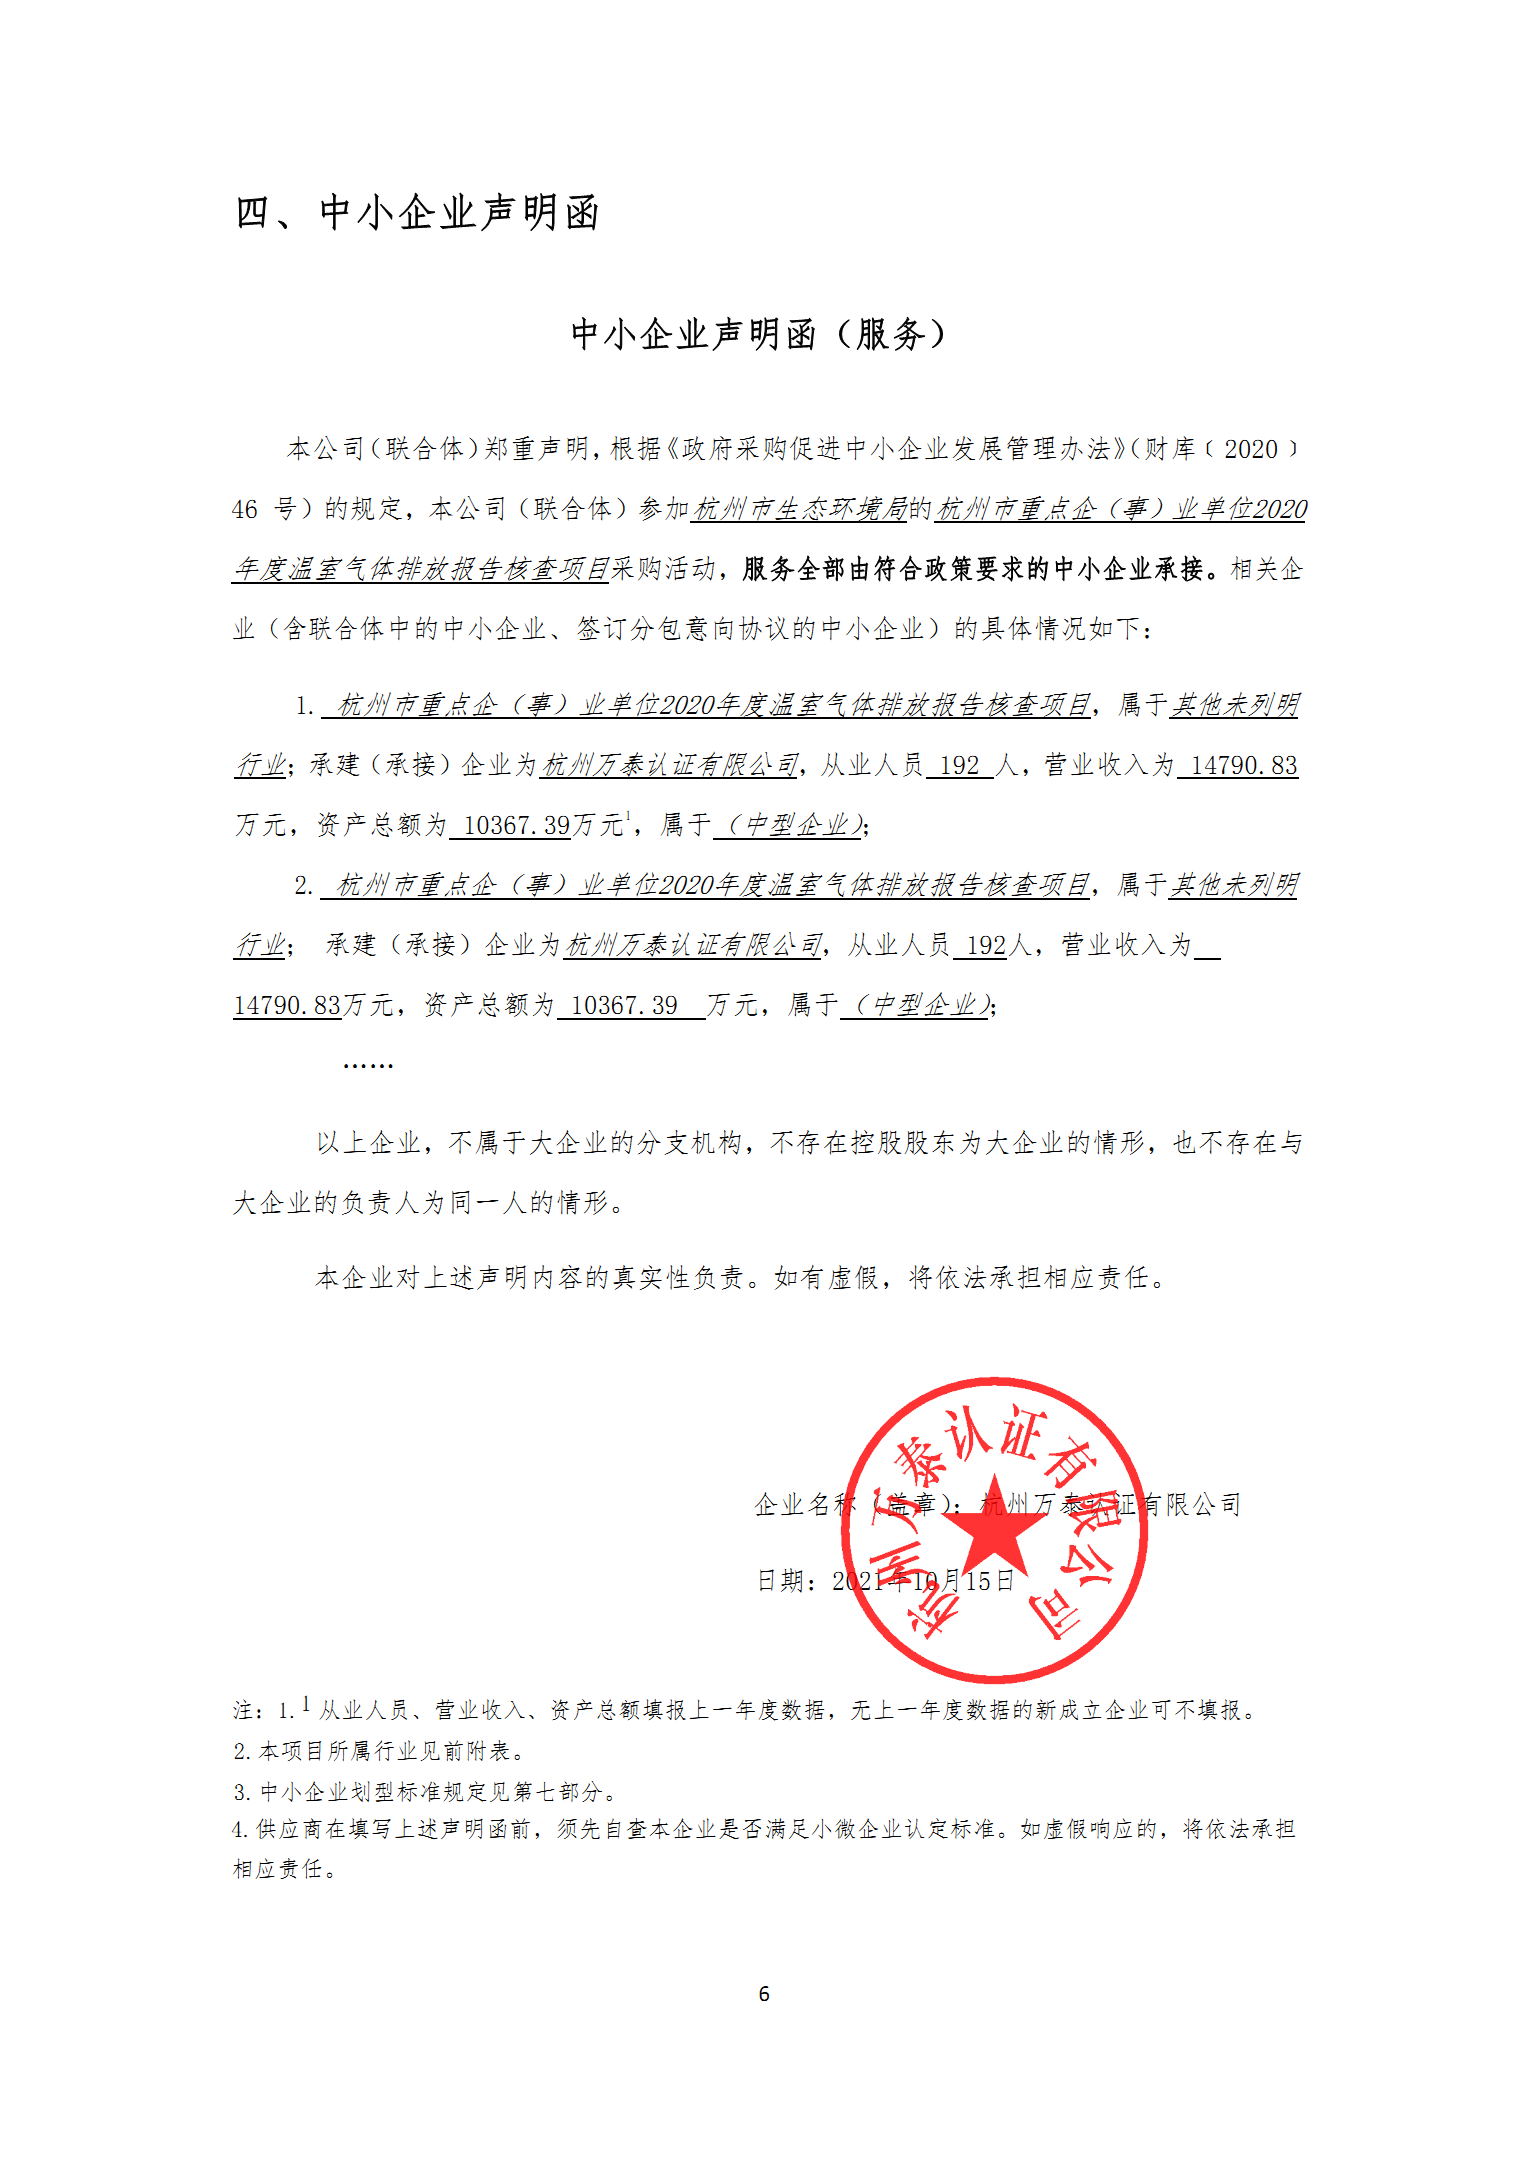 四、中小企业声明函
中小企业声明函（服务）
本公司（联合体）郑重声明，根据《政府采购促进中小企业发展管理办法》（财库﹝2020﹞
46 号）的规定，本公司（联合体）参加杭州市生态环境局的杭州市重点企（事）业单位2020
年度温室气体排放报告核查项目采购活动，服务全部由符合政策要求的中小企业承接。相关企
业（含联合体中的中小企业、签订分包意向协议的中小企业）的具体情况如下：
1. 杭州市重点企（事）业单位2020年度温室气体排放报告核查项目，属于其他未列明
行业；承建（承接）企业为杭州万泰认证有限公司，从业人员 192 人，营业收入为 14790.83
万元，资产总额为 10367.39万元1，属于（中型企业）；
2. 杭州市重点企（事）业单位2020年度温室气体排放报告核查项目，属于其他未列明
行业； 承建（承接）企业为杭州万泰认证有限公司，从业人员 192人，营业收入为
14790.83万元，资产总额为 10367.39 万元，属于（中型企业）；
……
以上企业，不属于大企业的分支机构，不存在控股股东为大企业的情形，也不存在与
大企业的负责人为同一人的情形。
本企业对上述声明内容的真实性负责。如有虚假，将依法承担相应责任。
杭州万泰认证有限公司
企业名称（盖章）：杭州万泰认证有限公司
日期：2021年10月15日
注：1.1 从业人员、营业收入、资产总额填报上一年度数据，无上一年度数据的新成立企业可不填报。
2.本项目所属行业见前附表。
3.中小企业划型标准规定见第七部分。
4.供应商在填写上述声明函前，须先自查本企业是否满足小微企业认定标准。如虚假响应的，将依法承担
相应责任。
6